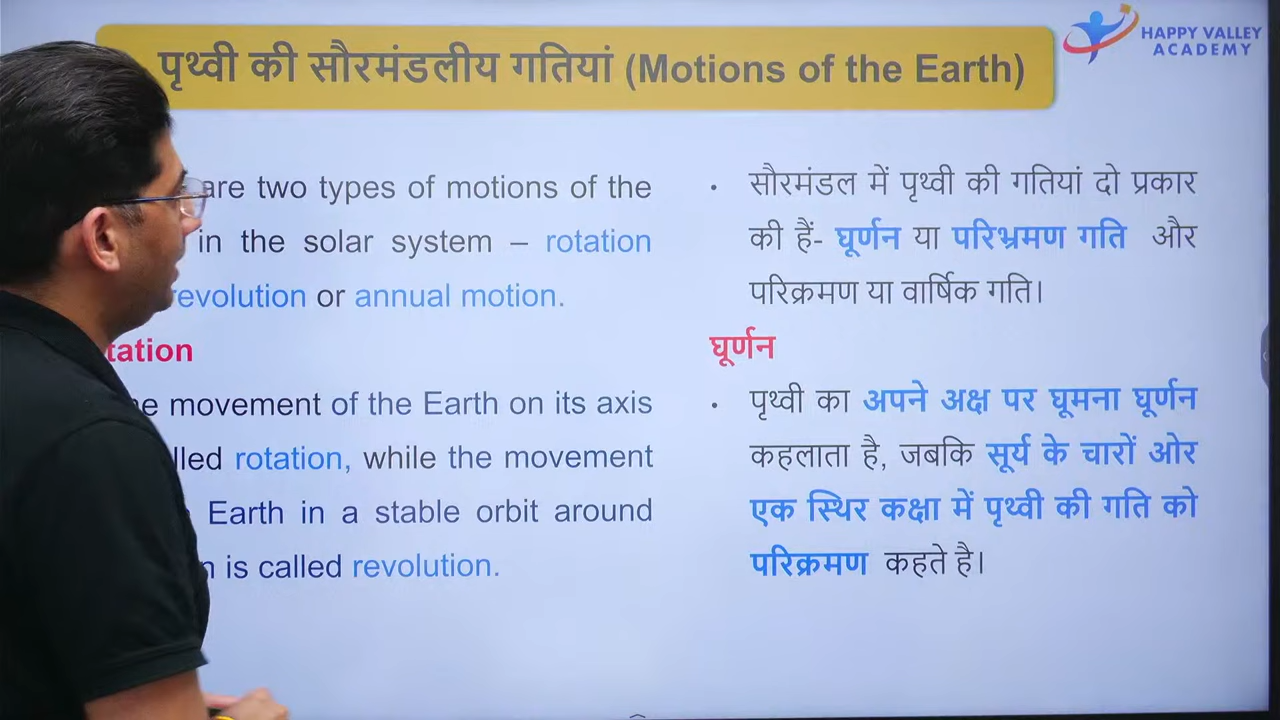 पृथ्वी की सौरमंडलीय गतियां (Motions of the Earth)
HAPPY VALLEY
ACADEMY
are two types of motions of the
in the solar system – rotation
revolution or annual motion.
tation
movement of the Earth on its axis
lled rotation, while the movement
Earth in a stable orbit around
n is called revolution.
• सौरमंडल में पृथ्वी की गतियां दो प्रकार
की हैं- घूर्णन या परिभ्रमण गति और
परिक्रमण या वार्षिक गति।
घूर्णन
• पृथ्वी का अपने अक्ष पर घूमना घूर्णन
कहलाता है, जबकि सूर्य के चारों ओर
एक स्थिर कक्षा में पृथ्वी की गति को
परिक्रमण कहते है।